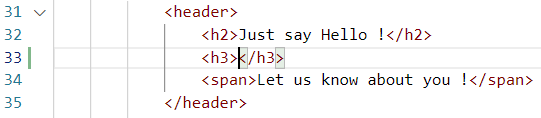 31 <header>
32 <h2>Just say Hello !</h2>
33 <h3></h3>
34 <span>Let us know about you !</span>
35 </header>